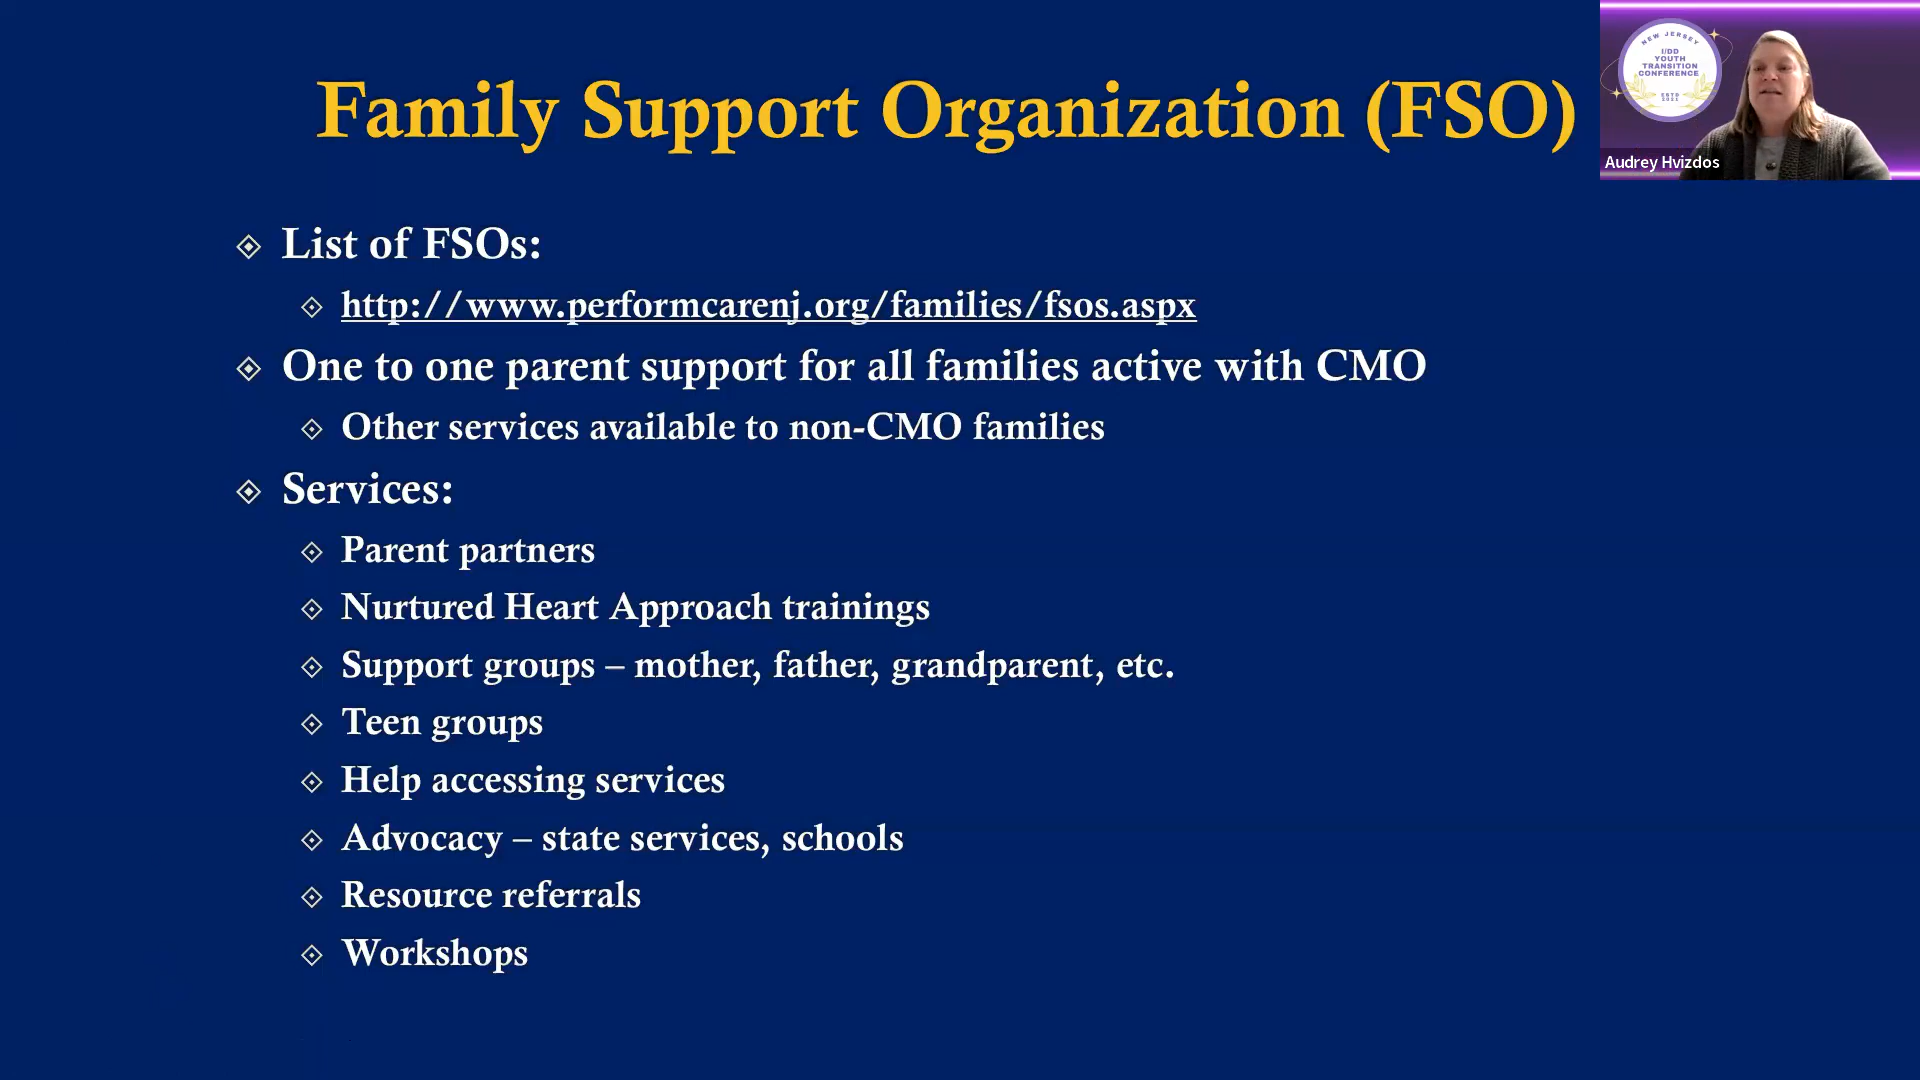 Family Support Organization (FSO)
NEW JERSEY
I/DD
YOUTH
TRANSITION
CONFERENCE
ESTD
2021
Audrey Hvizdos
List of FSOs:
http://www.performcarenj.org/families/fsos.aspx
One to one parent support for all families active with CMO
Other services available to non-CMO families
Services:
Parent partners
Nurtured Heart Approach trainings
Support groups – mother, father, grandparent, etc.
Teen groups
Help accessing services
Advocacy – state services, schools
Resource referrals
Workshops